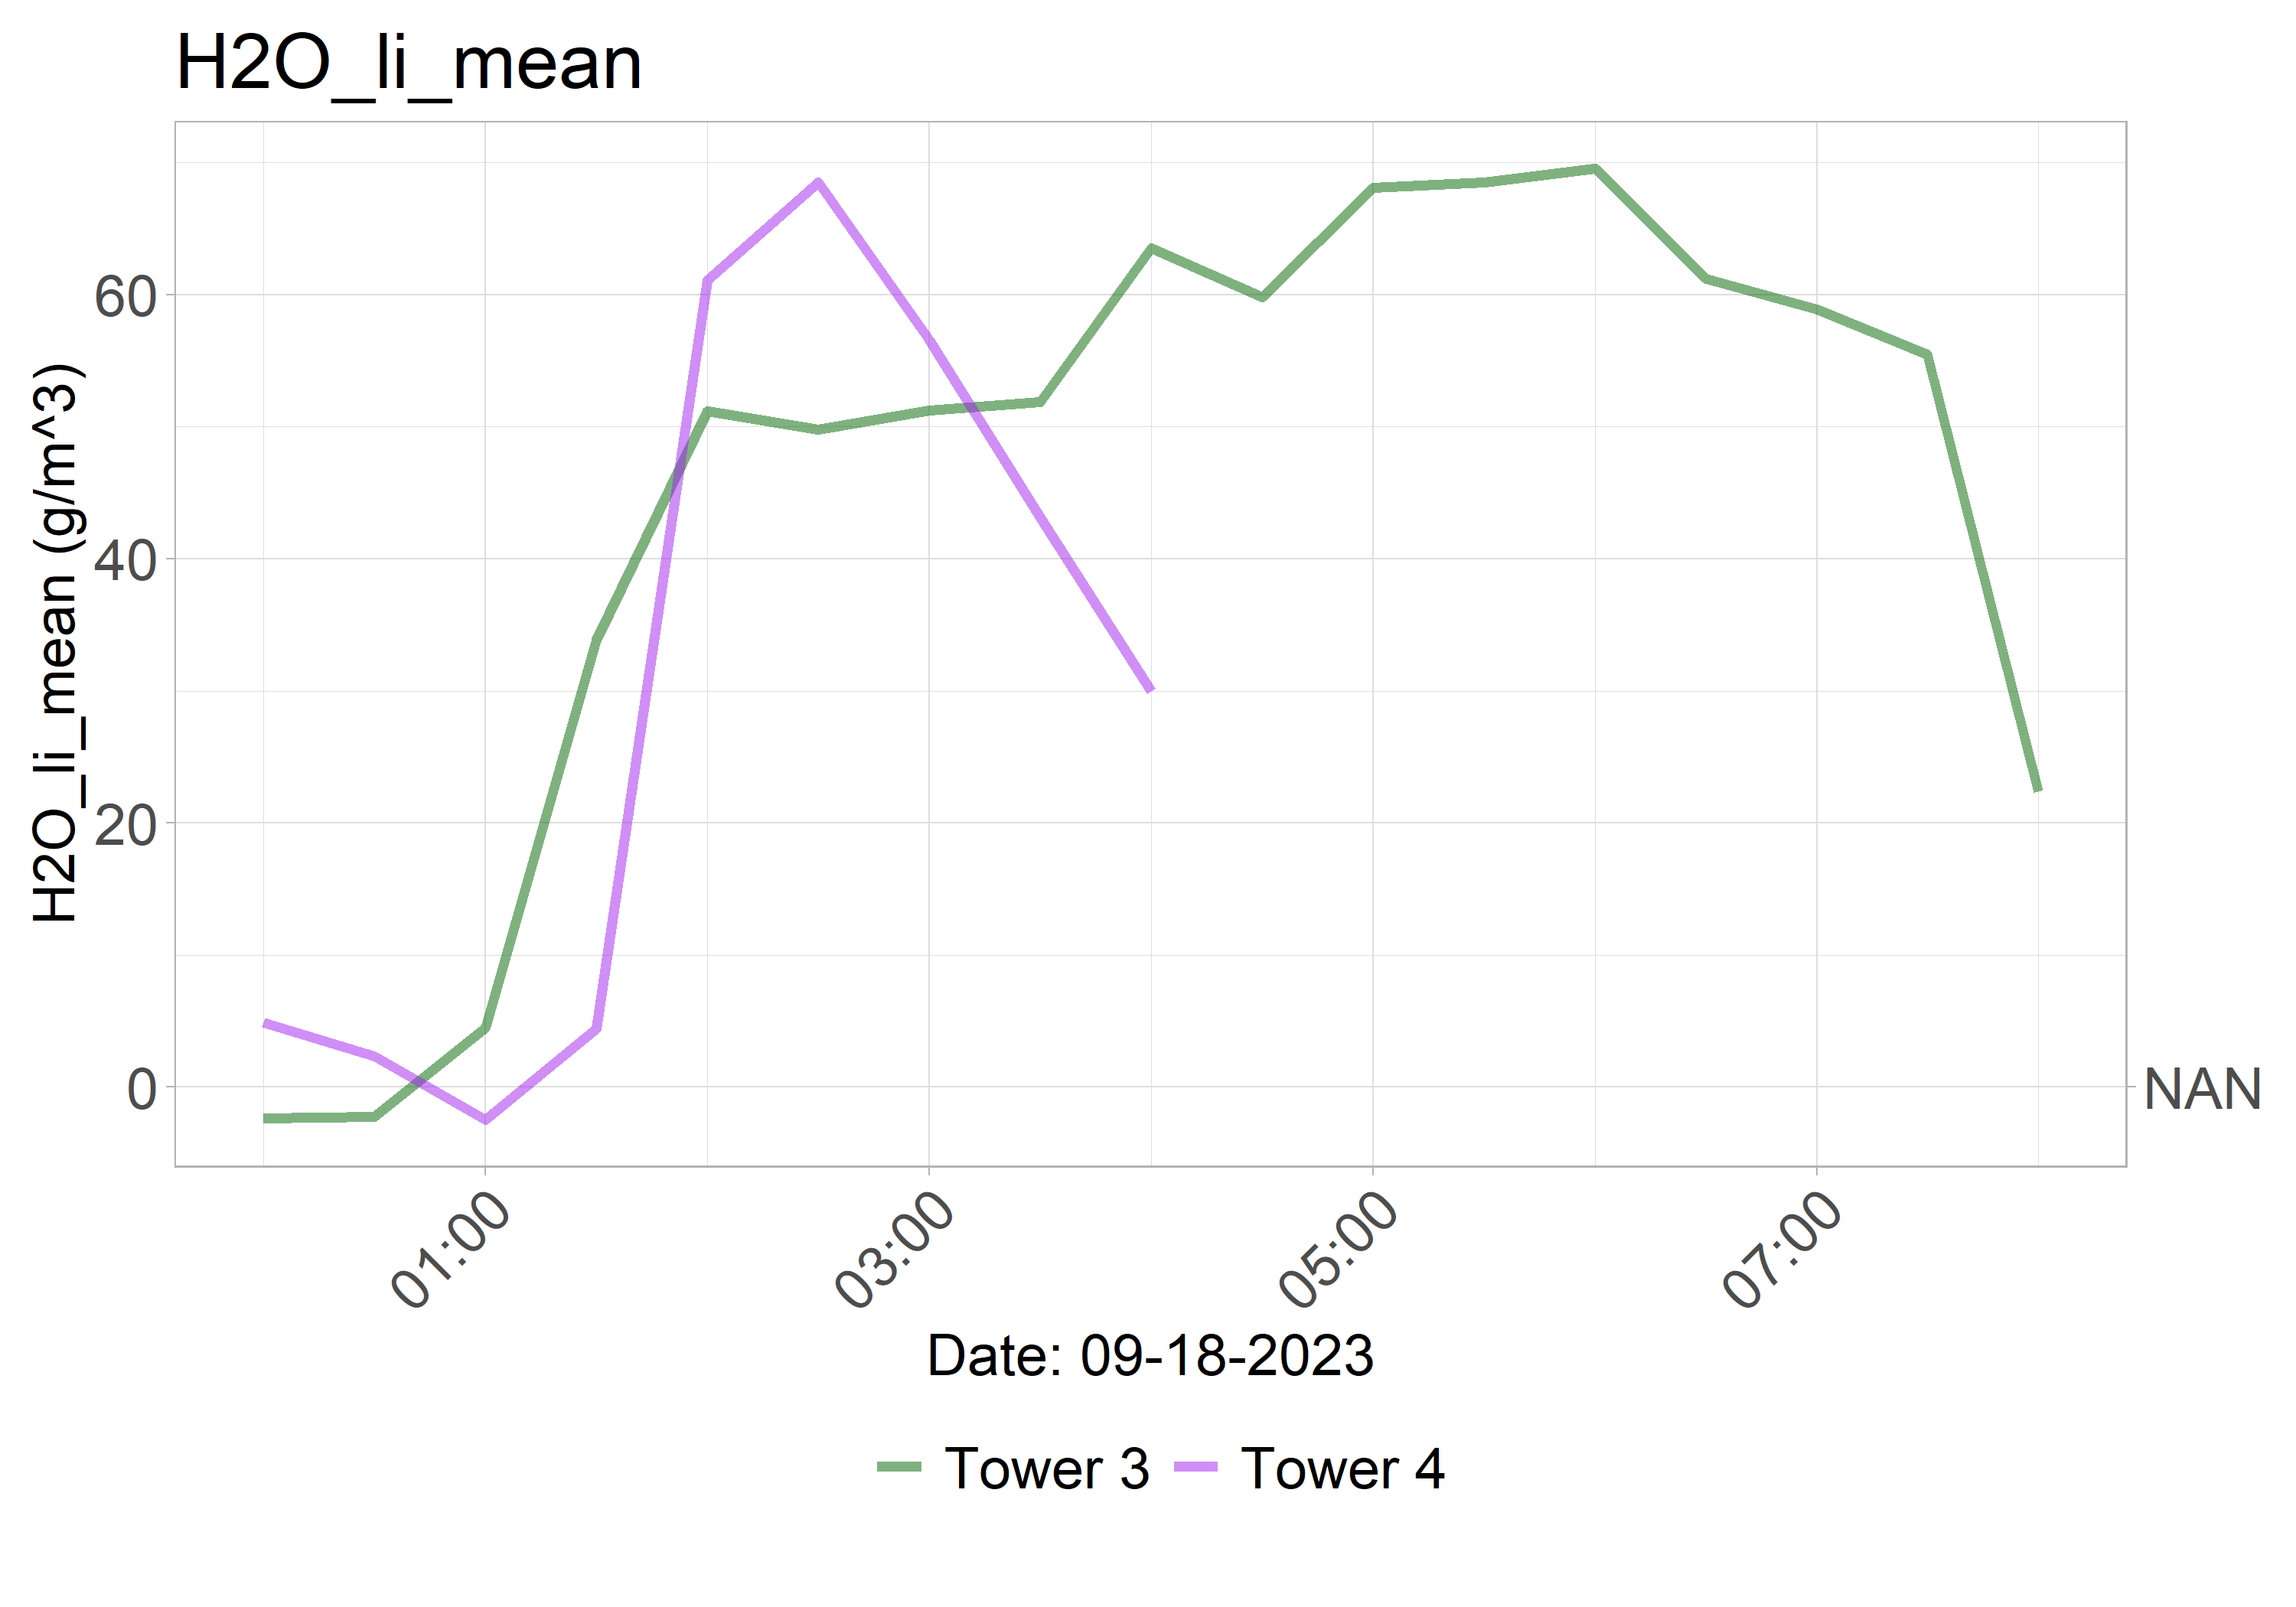 H2O_li_mean
H2O_li_mean (g/m^3)
60
40
20
0
NAN
01:00
03:00
05:00
07:00
Date: 09-18-2023
Tower 3
Tower 4